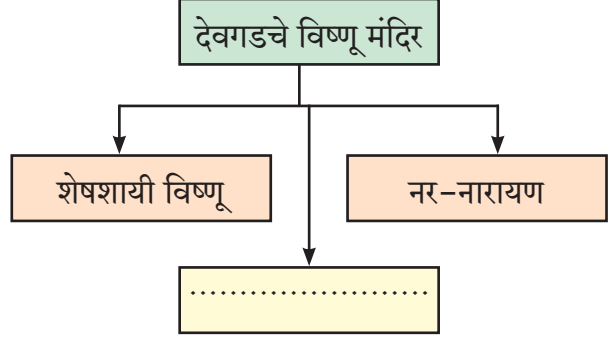 देवगडचे विष्णू मंदिर
शेषशायी विष्णू
नर–नारायण
........................